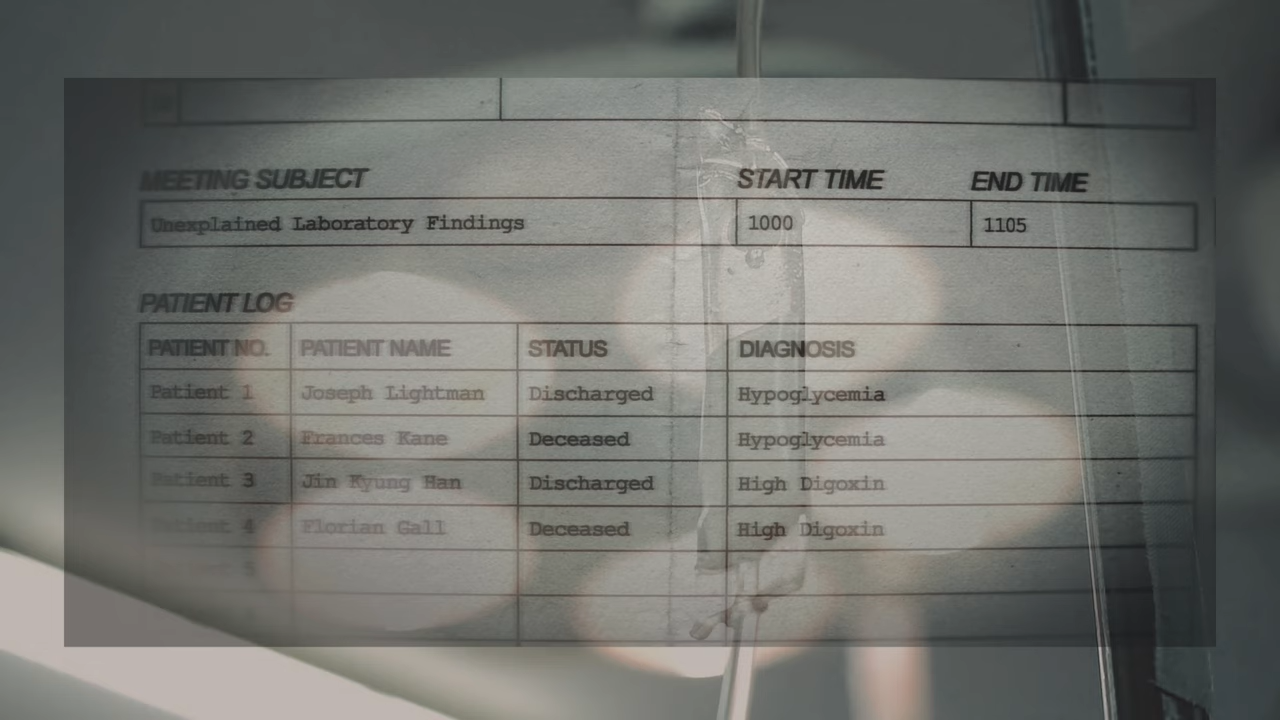 MEETING SUBJECT START TIME END TIME
Unexplained Laboratory Findings 1000 1105
PATIENT LOG
PATIENT NO. PATIENT NAME STATUS DIAGNOSIS
Patient 1 Joseph Lightman Discharged Hypoglycemia
Patient 2 Frances Kane Deceased Hypoglycemia
Patient 3 Jin Kyung Han Discharged High Digoxin
Patient 4 Florian Gall Deceased High Digoxin